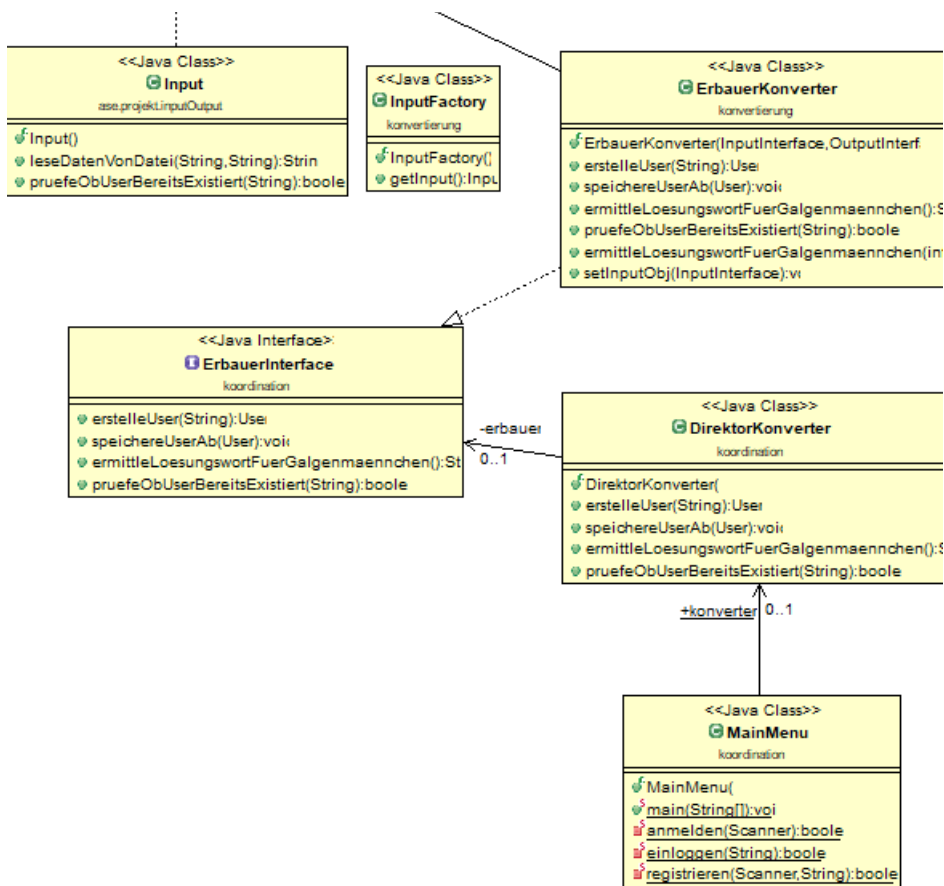 <<Java Class>>
Input
ase.projekt.inputOutput
Input()
leseDatenVonDatei(String,String):Strin
pruefeObUserBereitsExistiert(String):boole
<<Java Class>>
InputFactory
konvertierung
InputFactory()
getInput():Inpu
<<Java Class>>
ErbauerKonverter
konvertierung
ErbauerKonverter(InputInterface,OutputInterf
erstelleUser(String):User
speichereUserAb(User):voic
ermittleLoesungswortFuerGalgenmaennchen():S
pruefeObUserBereitsExistiert(String):boole
ermittleLoesungswortFuerGalgenmaennchen(in
setInputObj(InputInterface):v
<<Java Interface>
ErbauerInterface
koordination
erstelleUser(String):User
speichereUserAb(User):voic
ermittleLoesungswortFuerGalgenmaennchen():St
pruefeObUserBereitsExistiert(String):boole
-erbauer
0..1
<<Java Class>>
DirektorKonverter
koordination
DirektorKonverter(
erstelleUser(String):User
speichereUserAb(User):voic
ermittleLoesungswortFuerGalgenmaennchen():S
pruefeObUserBereitsExistiert(String):boole
+konverter
0..1
<<Java Class>>
MainMenu
koordination
MainMenu(
main(String[]):voi
anmelden(Scanner):boole
einloggen(String):boole
registrieren(Scanner,String):boole